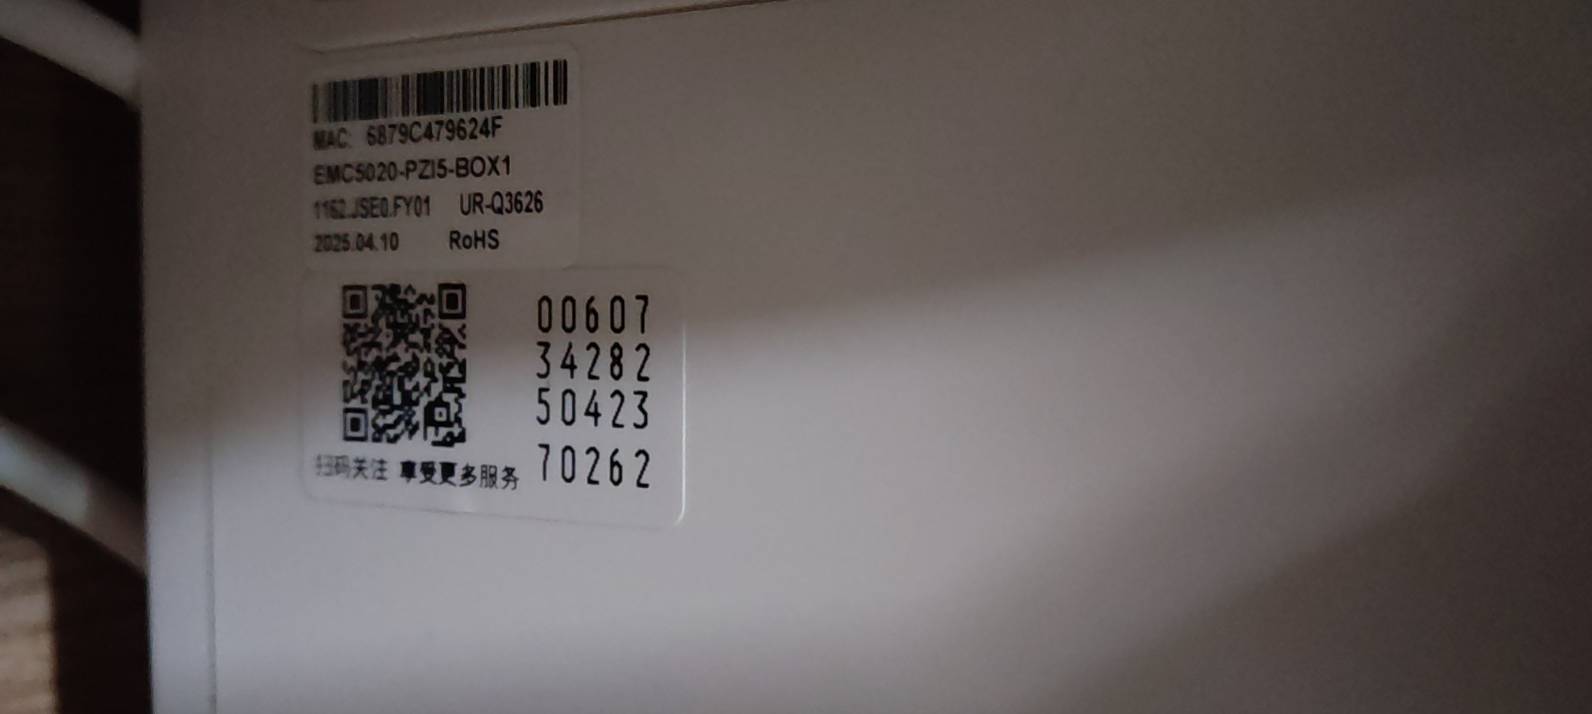 MAC: 6879C479624F
EMC5020-PZI5-BOX1
1162.JSE0.FY01 UR-Q3626
2025.04.10 RoHS
00607
34282
50423
70262
扫码关注 享受更多服务